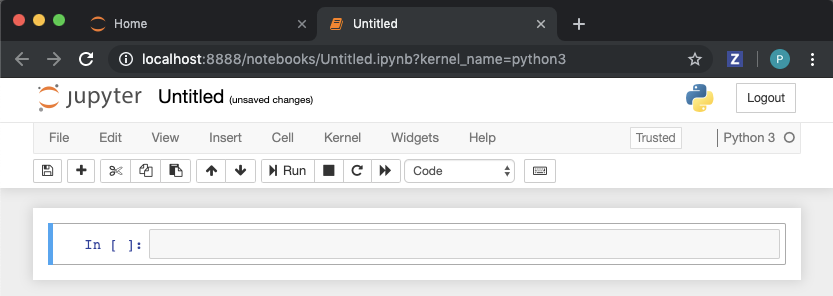 Home
Untitled
localhost:8888/notebooks/Untitled.ipynb?kernel_name=python3
Z
P
jupyter Untitled (unsaved changes)
Logout
File Edit View Insert Cell Kernel Widgets Help Trusted Python 3
Run Code
In [ ]: